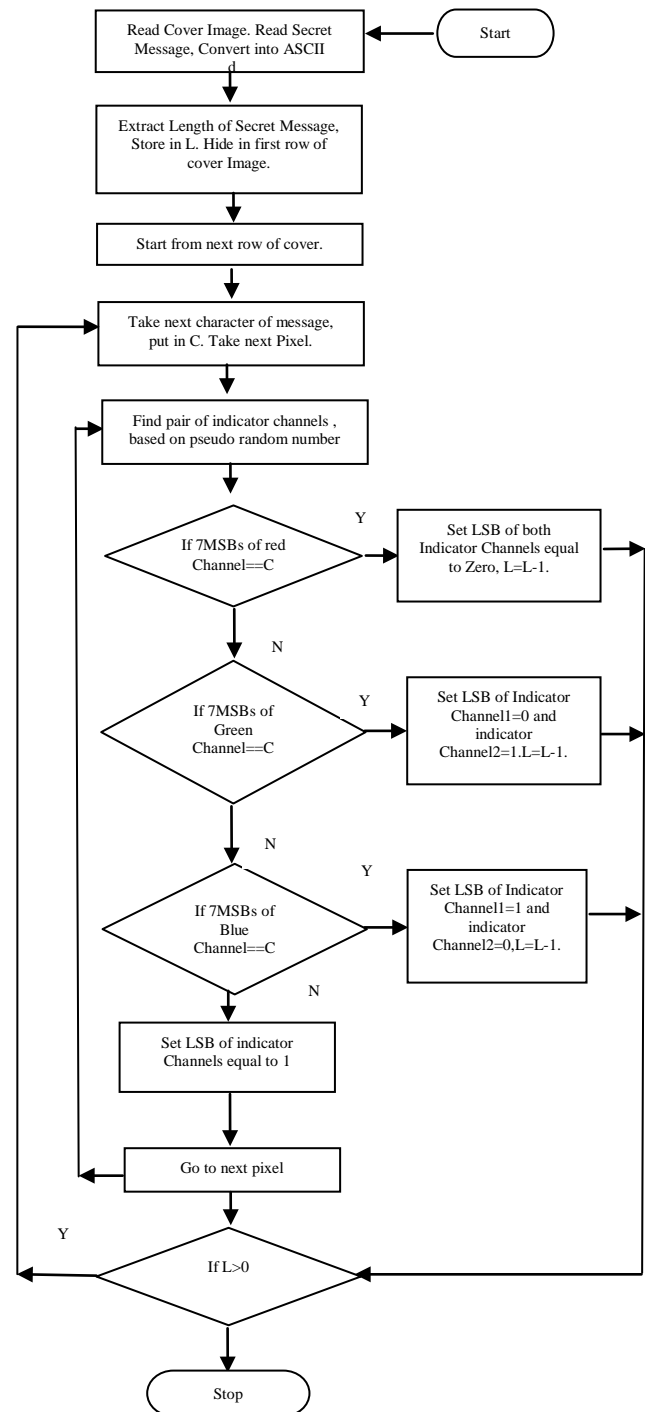 Start
Read Cover Image. Read Secret
Message, Convert into ASCII
d
Extract Length of Secret Message,
Store in L. Hide in first row of
cover Image.
Start from next row of cover.
Take next character of message,
put in C. Take next Pixel.
Find pair of indicator channels ,
based on pseudo random number
If 7MSBs of red
Channel==C
Y
Set LSB of both
Indicator Channels equal
to Zero, L=L-1.
N
If 7MSBs of
Green
Channel==C
Y
Set LSB of Indicator
Channel1=0 and
indicator
Channel2=1.L=L-1.
N
If 7MSBs of
Blue
Channel==C
Y
Set LSB of Indicator
Channel1=1 and
indicator
Channel2=0,L=L-1.
N
Set LSB of indicator
Channels equal to 1
Go to next pixel
Y
If L>0
Stop